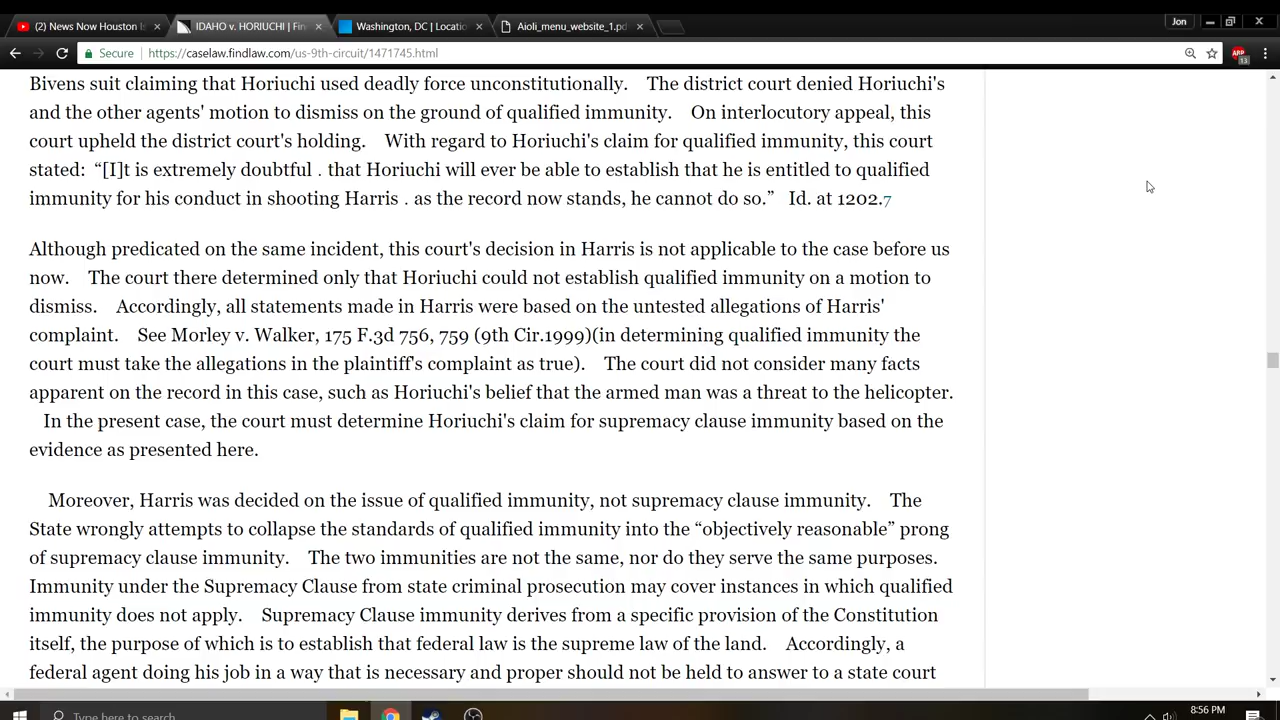 (2) News Now Houston Is
IDAHO v. HORIUCHI | Fin
Washington, DC | Locatio
Aioli_menu_website_1.pd
Jon
Secure
https://caselaw.findlaw.com/us-9th-circuit/1471745.html
ABP
13
Bivens suit claiming that Horiuchi used deadly force unconstitutionally. The district court denied Horiuchi's
and the other agents' motion to dismiss on the ground of qualified immunity. On interlocutory appeal, this
court upheld the district court's holding. With regard to Horiuchi's claim for qualified immunity, this court
stated: “[I]t is extremely doubtful . that Horiuchi will ever be able to establish that he is entitled to qualified
immunity for his conduct in shooting Harris . as the record now stands, he cannot do so.” Id. at 1202.7
Although predicated on the same incident, this court's decision in Harris is not applicable to the case before us
now. The court there determined only that Horiuchi could not establish qualified immunity on a motion to
dismiss. Accordingly, all statements made in Harris were based on the untested allegations of Harris'
complaint. See Morley v. Walker, 175 F.3d 756, 759 (9th Cir.1999)(in determining qualified immunity the
court must take the allegations in the plaintiff's complaint as true). The court did not consider many facts
apparent on the record in this case, such as Horiuchi's belief that the armed man was a threat to the helicopter.
In the present case, the court must determine Horiuchi's claim for supremacy clause immunity based on the
evidence as presented here.
Moreover, Harris was decided on the issue of qualified immunity, not supremacy clause immunity. The
State wrongly attempts to collapse the standards of qualified immunity into the “objectively reasonable” prong
of supremacy clause immunity. The two immunities are not the same, nor do they serve the same purposes.
Immunity under the Supremacy Clause from state criminal prosecution may cover instances in which qualified
immunity does not apply. Supremacy Clause immunity derives from a specific provision of the Constitution
itself, the purpose of which is to establish that federal law is the supreme law of the land. Accordingly, a
federal agent doing his job in a way that is necessary and proper should not be held to answer to a state court
Type here to search
8:56 PM